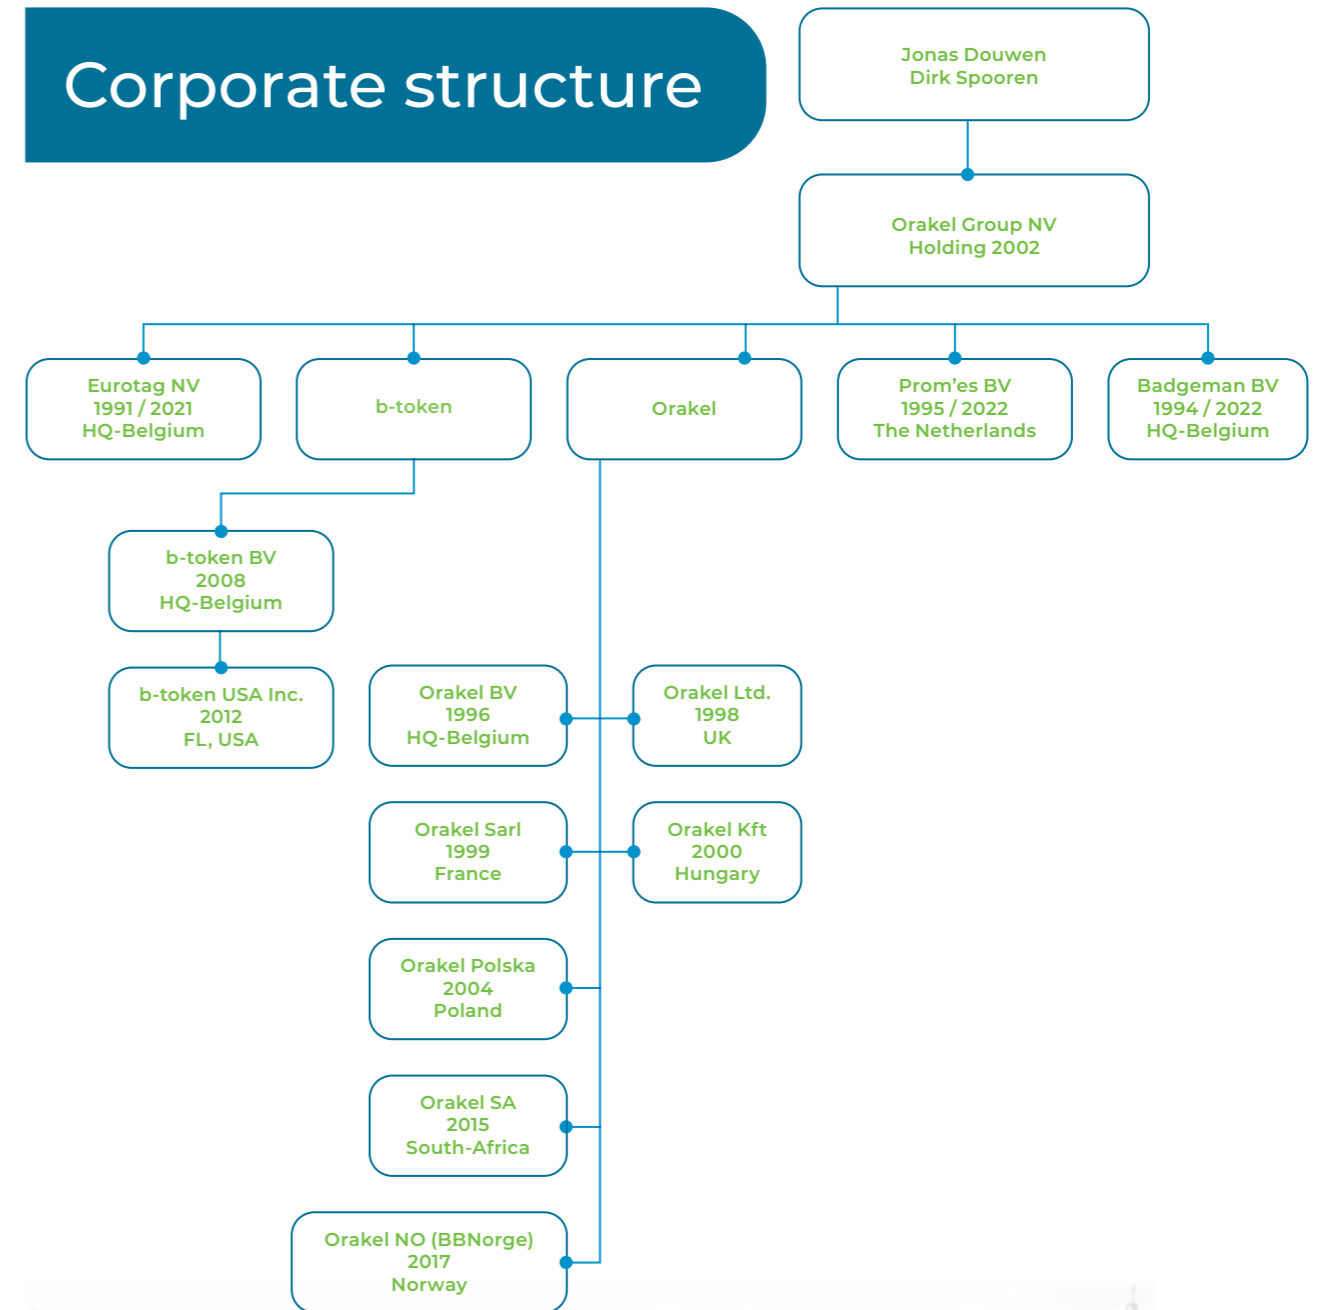 Corporate structure
Jonas Douwen
Dirk Spooren
Orakel Group NV
Holding 2002
Eurotag NV
1991 / 2021
HQ-Belgium
b-token
Orakel
Prom’es BV
1995 / 2022
The Netherlands
Badgeman BV
1994 / 2022
HQ-Belgium
b-token BV
2008
HQ-Belgium
b-token USA Inc.
2012
FL, USA
Orakel BV
1996
HQ-Belgium
Orakel Ltd.
1998
UK
Orakel Sarl
1999
France
Orakel Kft
2000
Hungary
Orakel Polska
2004
Poland
Orakel SA
2015
South-Africa
Orakel NO (BBNorge)
2017
Norway